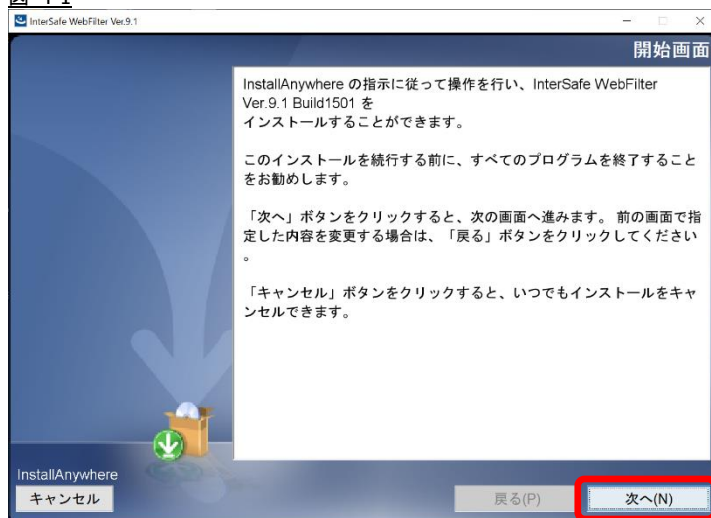 InterSafe WebFilter Ver.9.1
開始画面
InstallAnywhere の指示に従って操作を行い、InterSafe WebFilter
Ver.9.1 Build1501 を
インストールすることができます。
このインストールを続行する前に、すべてのプログラムを終了すること
をお勧めします。
「次へ」ボタンをクリックすると、次の画面へ進みます。 前の画面で指
定した内容を変更する場合は、「戻る」ボタンをクリックしてください
。
「キャンセル」ボタンをクリックすると、いつでもインストールをキャ
ンセルできます。
InstallAnywhere
キャンセル
戻る(P)
次へ(N)